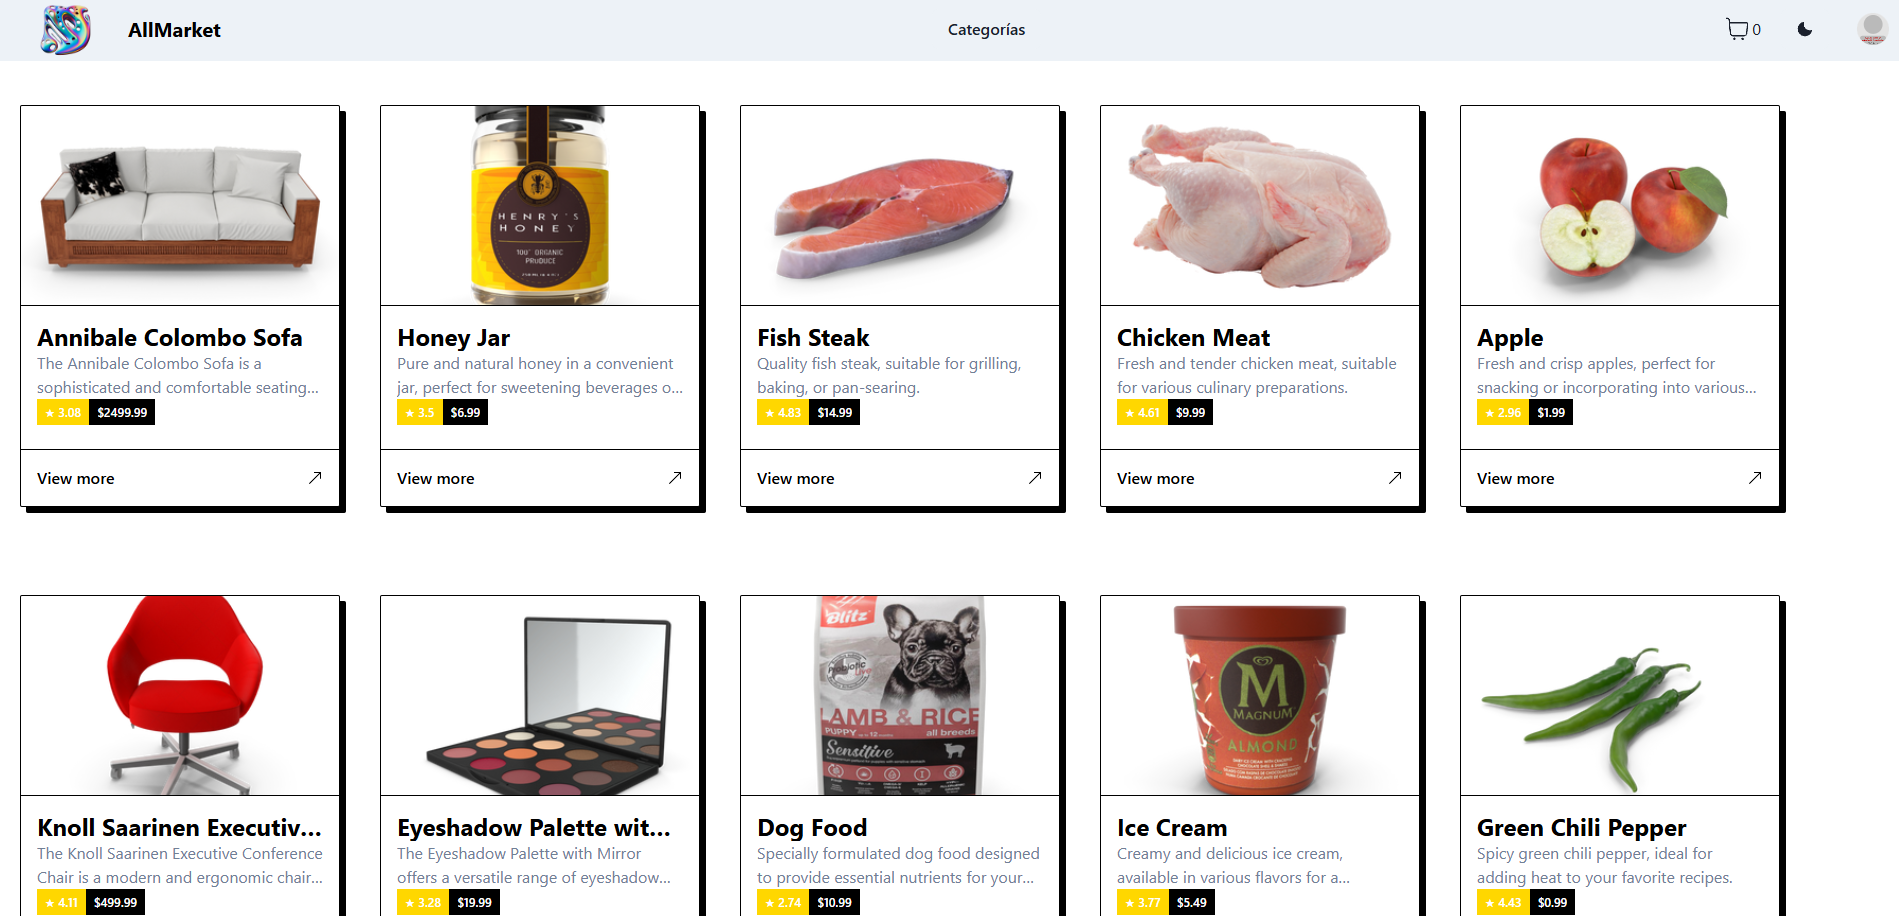 AllMarket
Categorías
0
HENRY'S
HONEY
100% ORGANIC
PRODUCE
Annibale Colombo Sofa
The Annibale Colombo Sofa is a
sophisticated and comfortable seating...
★ 3.08 $2499.99
View more
Honey Jar
Pure and natural honey in a convenient
jar, perfect for sweetening beverages o...
★ 3.5 $6.99
View more
Fish Steak
Quality fish steak, suitable for grilling,
baking, or pan-searing.
★ 4.83 $14.99
View more
Chicken Meat
Fresh and tender chicken meat, suitable
for various culinary preparations.
★ 4.61 $9.99
View more
Apple
Fresh and crisp apples, perfect for
snacking or incorporating into various...
★ 2.96 $1.99
View more
Knoll Saarinen Executiv...
The Knoll Saarinen Executive Conference
Chair is a modern and ergonomic chair...
★ 4.11 $499.99
Eyeshadow Palette wit...
The Eyeshadow Palette with Mirror
offers a versatile range of eyeshadow...
★ 3.28 $19.99
Blitz
Probiotic
Live
LAMB & RICE
PUPPY up to 12 months all breeds
Sensitive
Dog Food
Specially formulated dog food designed
to provide essential nutrients for your...
★ 2.74 $10.99
M
MAGNUM
ALMOND
Ice Cream
Creamy and delicious ice cream,
available in various flavors for a...
★ 3.77 $5.49
Green Chili Pepper
Spicy green chili pepper, ideal for
adding heat to your favorite recipes.
★ 4.43 $0.99